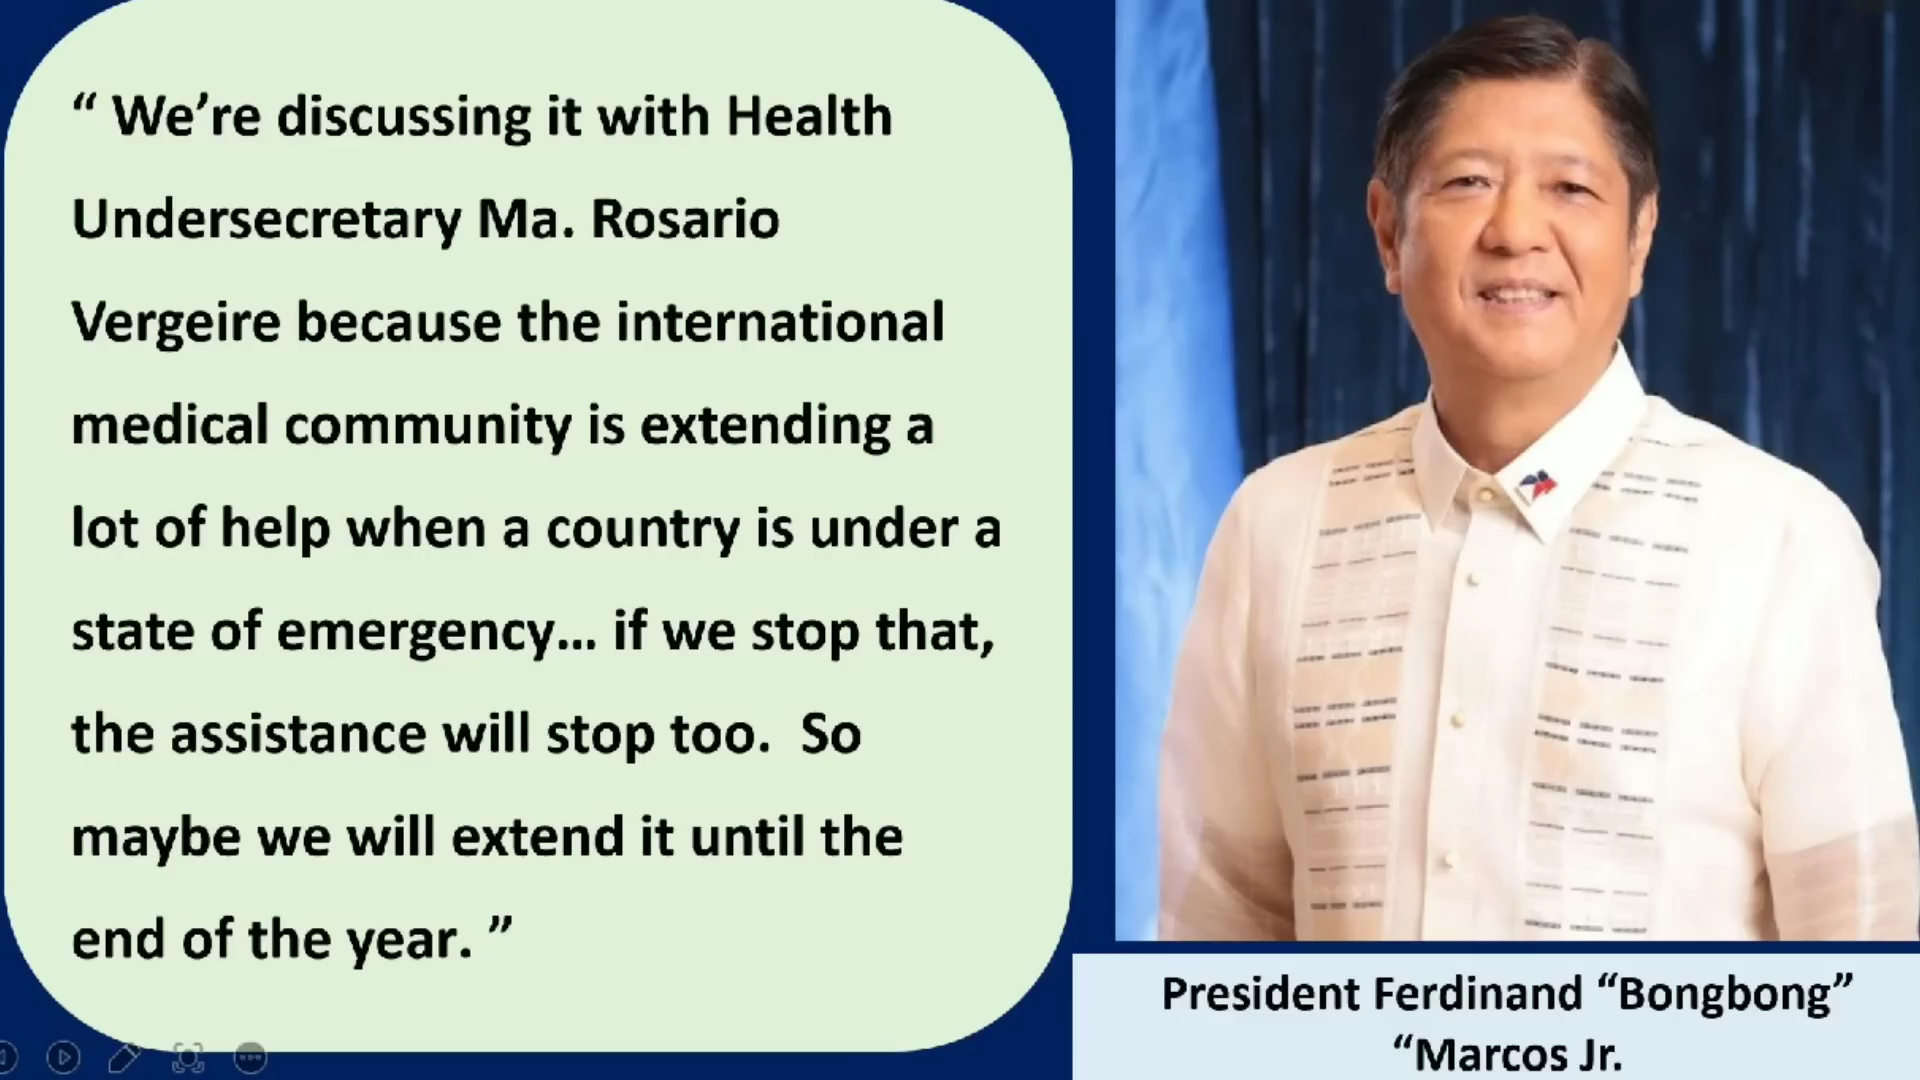 “ We’re discussing it with Health
Undersecretary Ma. Rosario
Vergeire because the international
medical community is extending a
lot of help when a country is under a
state of emergency... if we stop that,
the assistance will stop too.  So
maybe we will extend it until the
end of the year. ”
President Ferdinand “Bongbong”
“Marcos Jr.